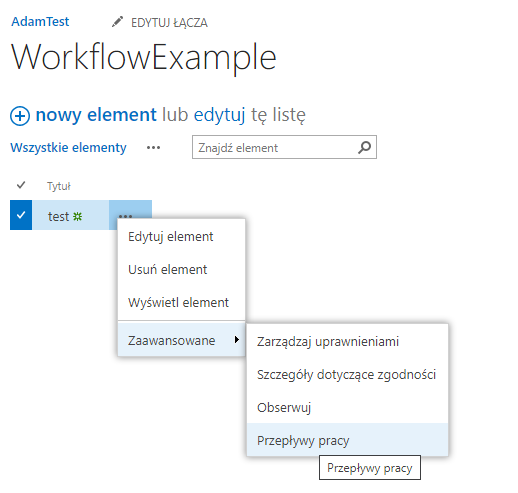 AdamTest EDYTUJ ŁĄCZA
WorkflowExample
nowy element lub edytuj tę listę
Wszystkie elementy ••• Znajdź element
Tytuł
test •••
Edytuj element
Usuń element
Wyświetl element
Zaawansowane
Zarządzaj uprawnieniami
Szczegóły dotyczące zgodności
Obserwuj
Przepływy pracy
Przepływy pracy